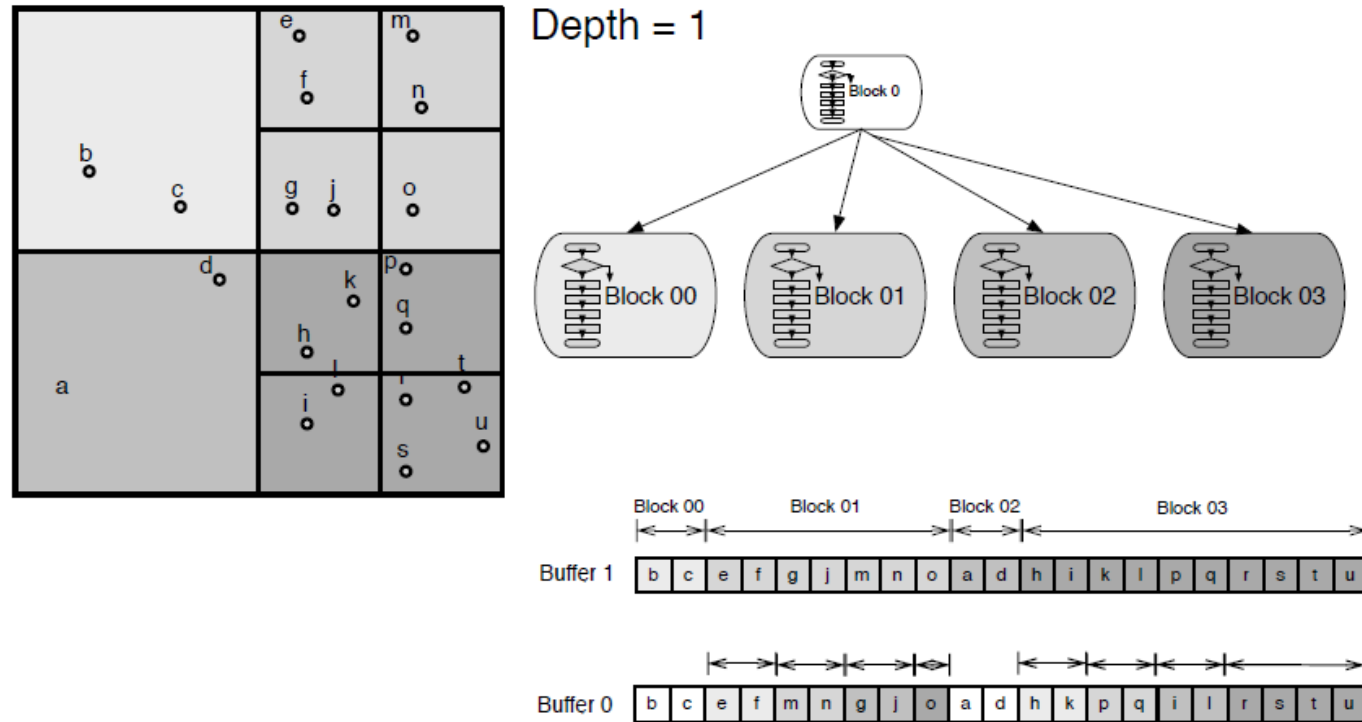 Depth = 1
e
m
f
n
b
c
g
j
o
d
k
p
q
h
a
l
t
i
u
s
Block 0
Block 00
Block 01
Block 02
Block 03
Block 00
Block 01
Block 02
Block 03
Buffer 1
b c e f g j m n o a d h i k l p q r s t u
Buffer 0
b c e f m n g j o a d h k p q i l r s t u